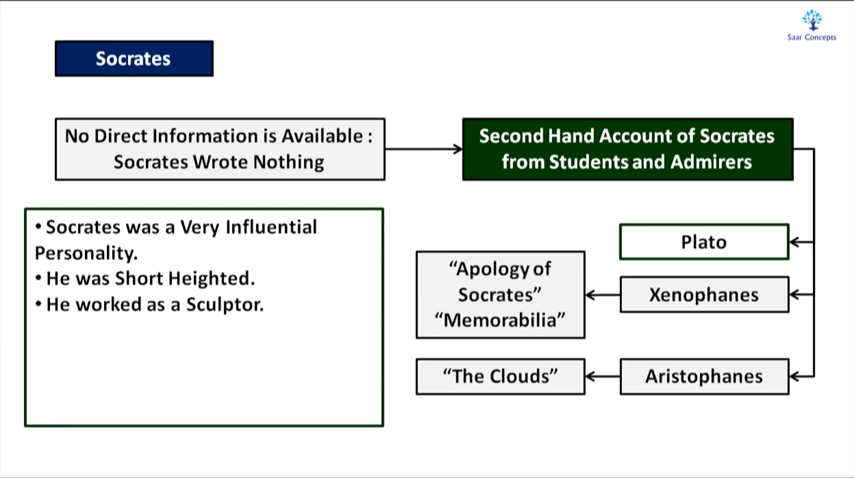 Saar Concepts
Socrates
No Direct Information is Available :
Socrates Wrote Nothing
Second Hand Account of Socrates
from Students and Admirers
• Socrates was a Very Influential
Personality.
• He was Short Heighted.
• He worked as a Sculptor.
Plato
“Apology of
Socrates”
“Memorabilia”
Xenophanes
“The Clouds”
Aristophanes